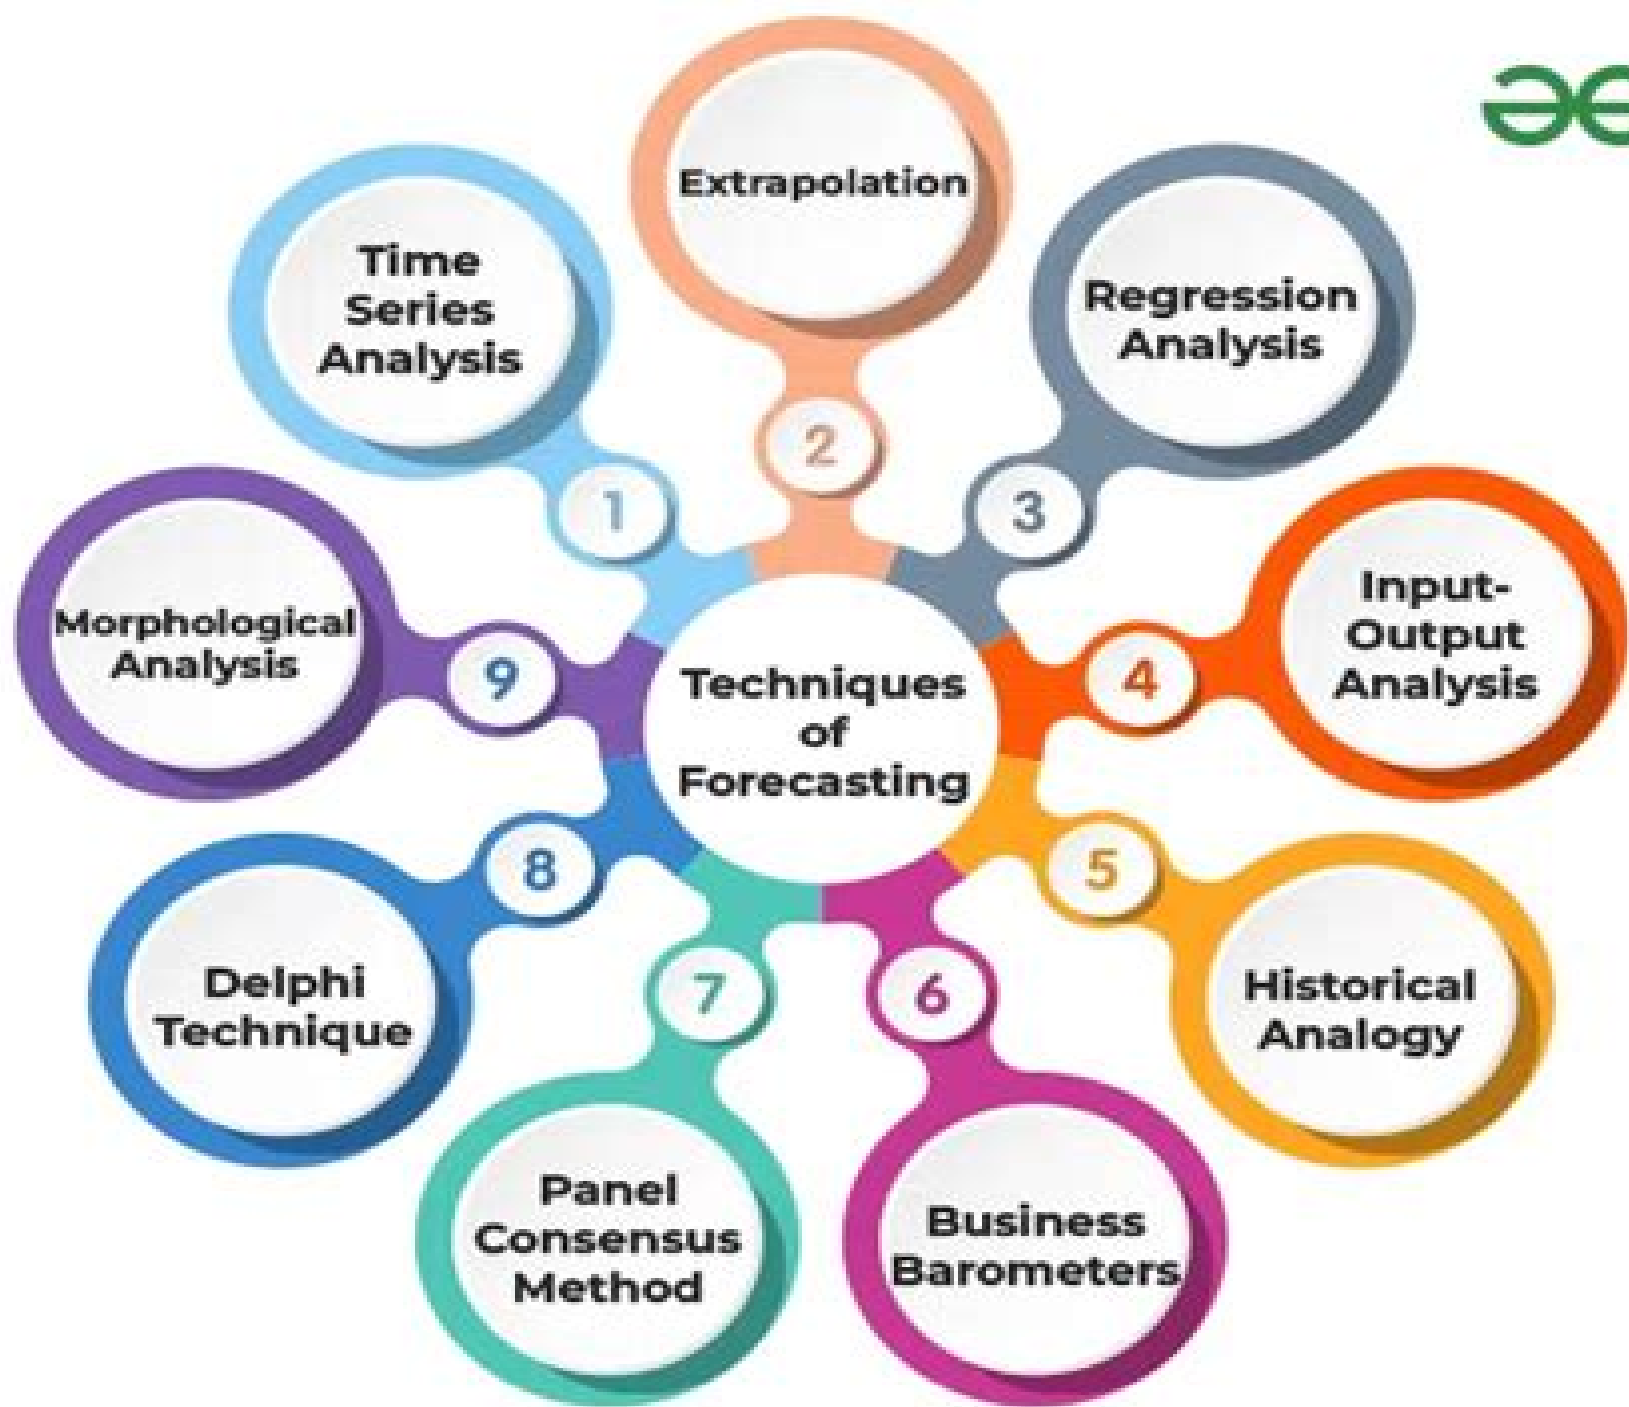 Techniques
of
Forecasting
1
Time
Series
Analysis
2
Extrapolation
3
Regression
Analysis
4
Input-
Output
Analysis
5
Historical
Analogy
6
Business
Barometers
7
Panel
Consensus
Method
8
Delphi
Technique
9
Morphological
Analysis